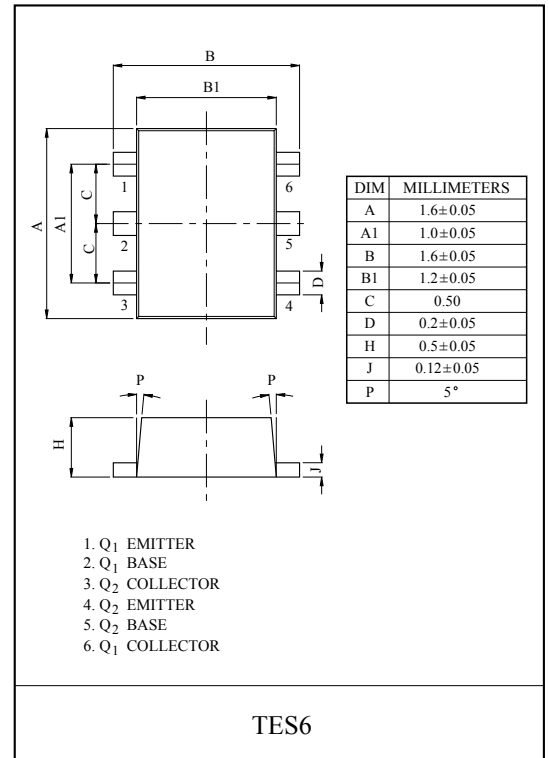 B
B1
A
A1
C
C
D
1
2
3
6
5
4
P
P
H
J
DIM MILLIMETERS
A 1.6±0.05
A1 1.0±0.05
B 1.6±0.05
B1 1.2±0.05
C 0.50
D 0.2±0.05
H 0.5±0.05
J 0.12±0.05
P 5°
1. Q1 EMITTER
2. Q1 BASE
3. Q2 COLLECTOR
4. Q2 EMITTER
5. Q2 BASE
6. Q1 COLLECTOR
TES6